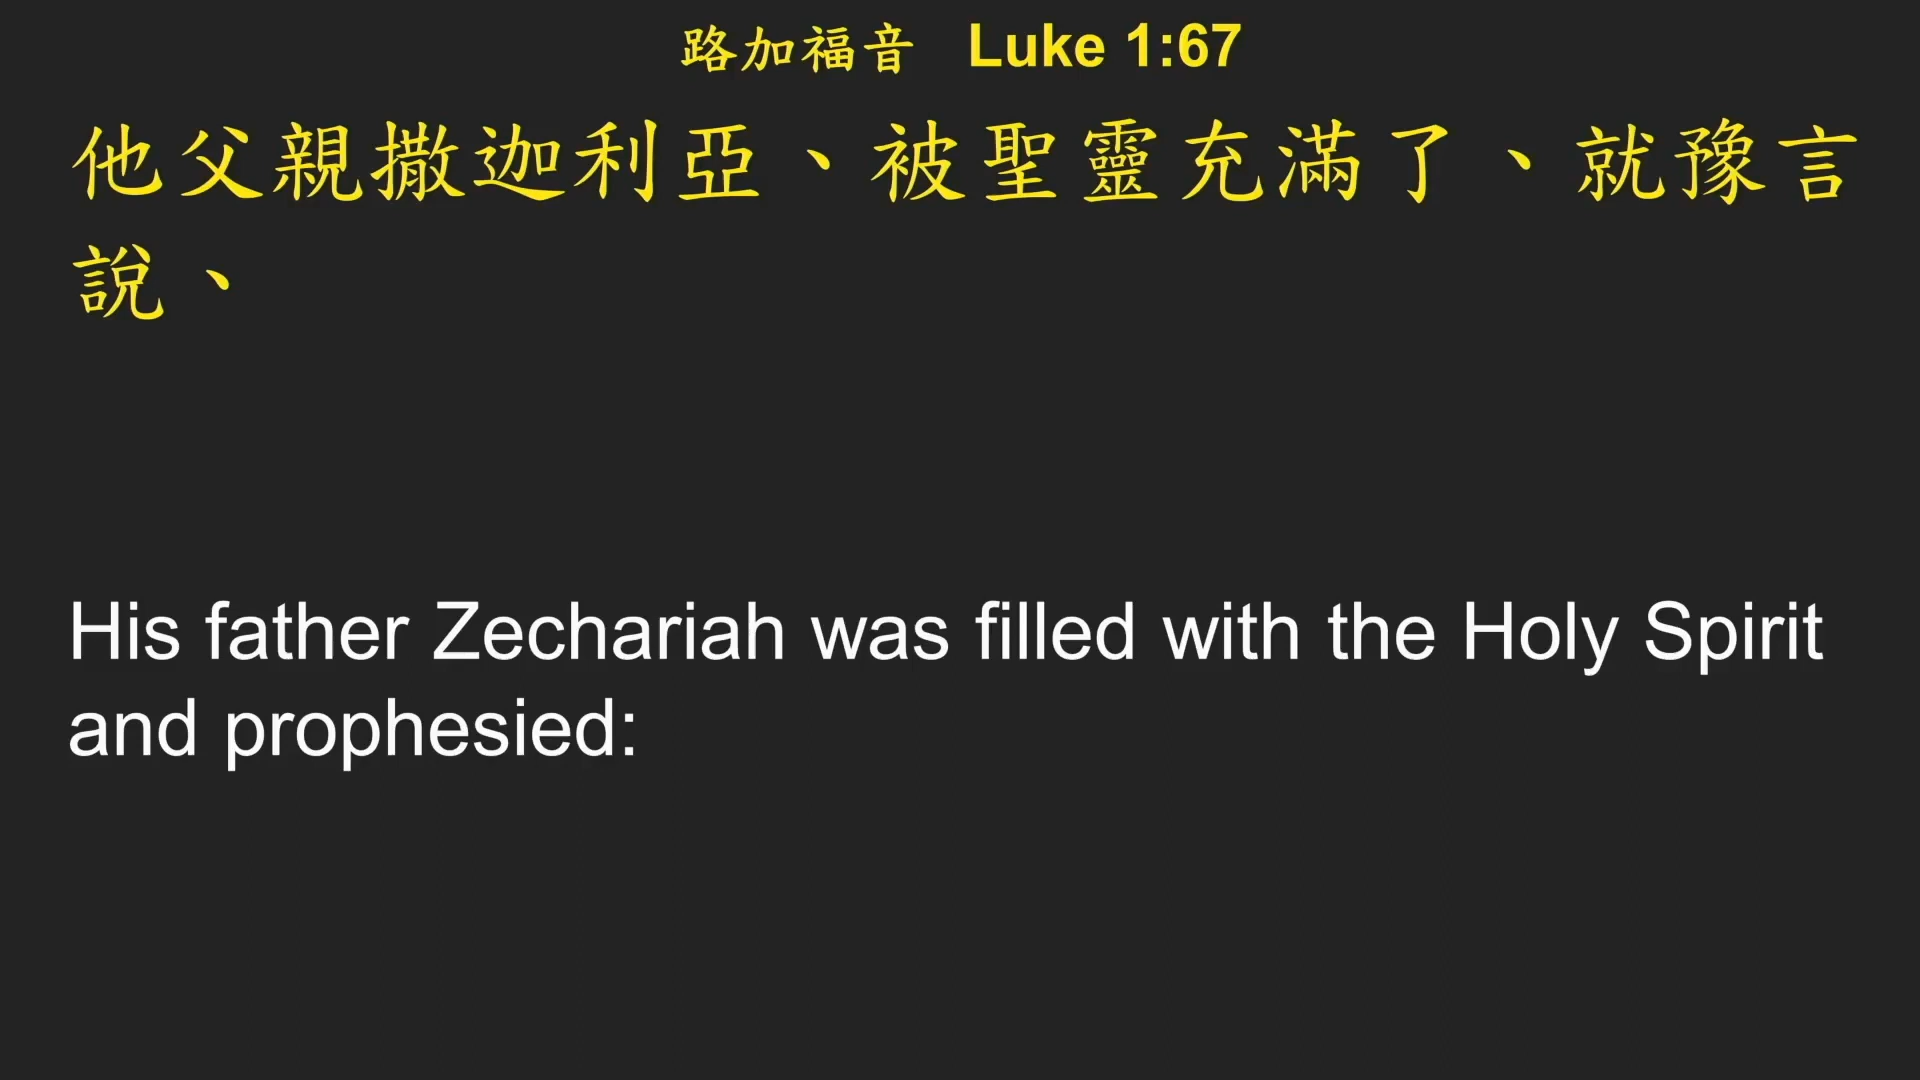 路加福音 Luke 1:67
他父親撒迦利亞、被聖靈充滿了、就豫言
說、
His father Zechariah was filled with the Holy Spirit
and prophesied: